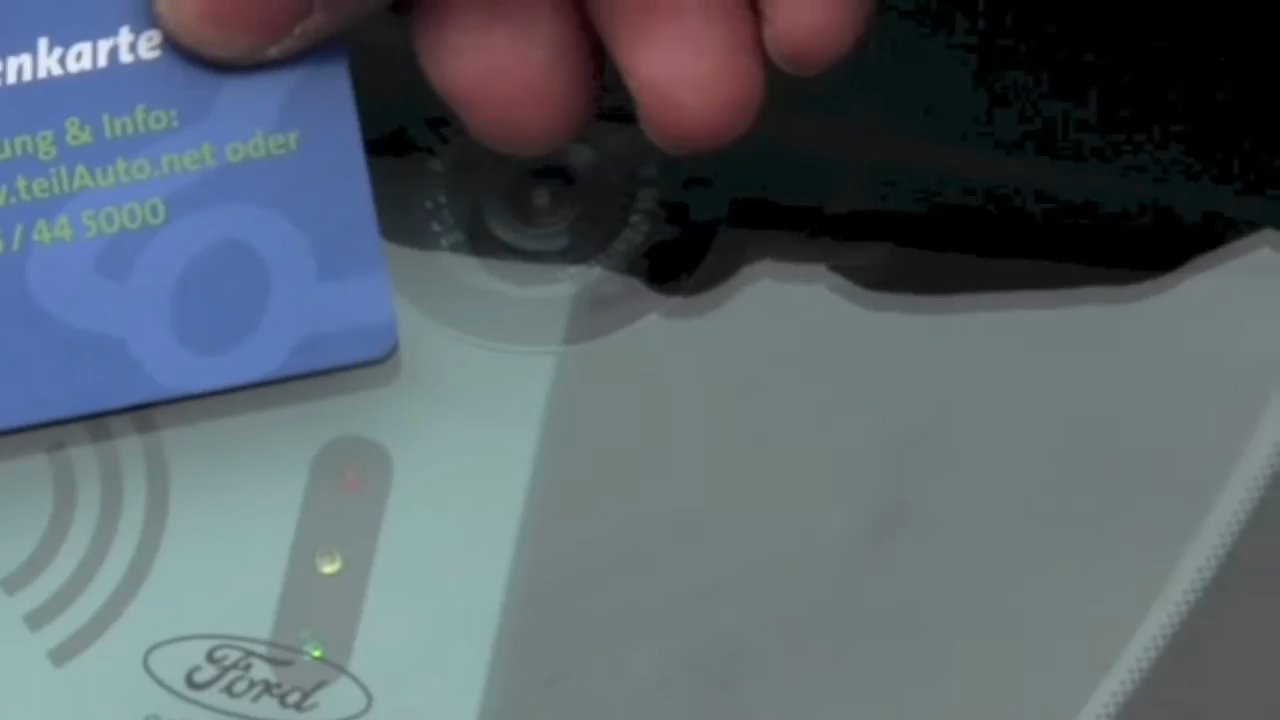 enkarte
ung & Info:
w.teilAuto.net oder
/ 44 5000
Ford